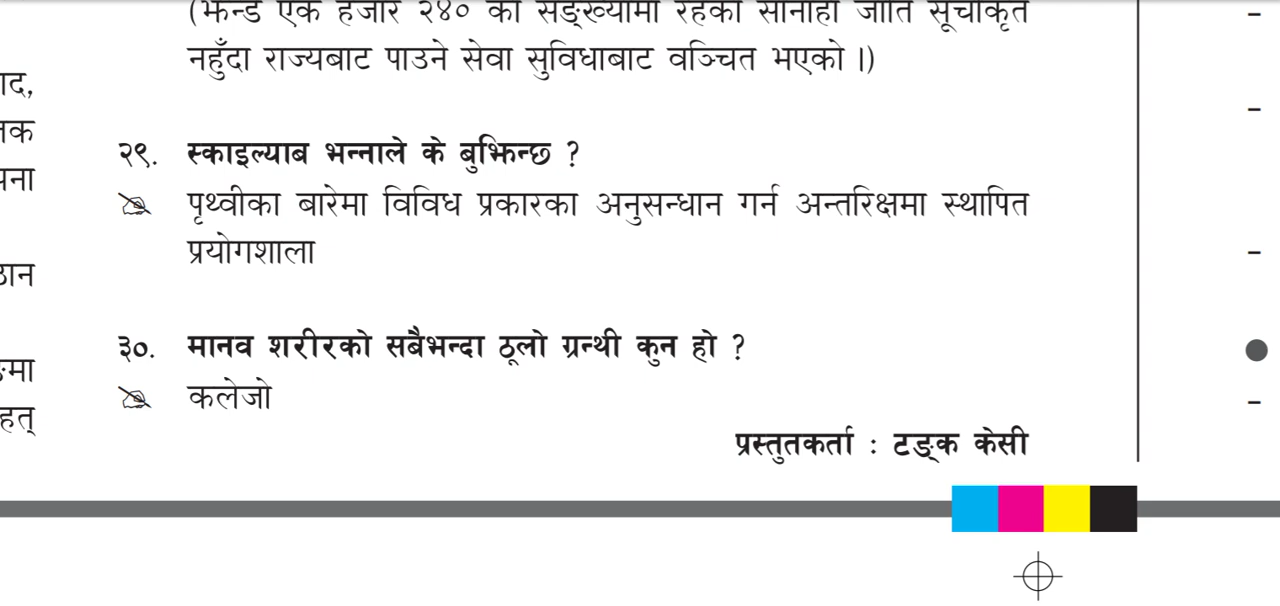 (झन्डै एक हजार २४० को सङ्ख्यामा रहेको सोनाहा जाति सूचीकृत
नहुँदा राज्यबाट पाउने सेवा सुविधाबाट वञ्चित भएको ।)
२९. स्काइल्याब भन्नाले के बुझिन्छ ?
पृथ्वीका बारेमा विविध प्रकारका अनुसन्धान गर्न अन्तरिक्षमा स्थापित
प्रयोगशाला
३०. मानव शरीरको सबैभन्दा ठूलो ग्रन्थी कुन हो ?
कलेजो
प्रस्तुतकर्ता : टङ्क केसी